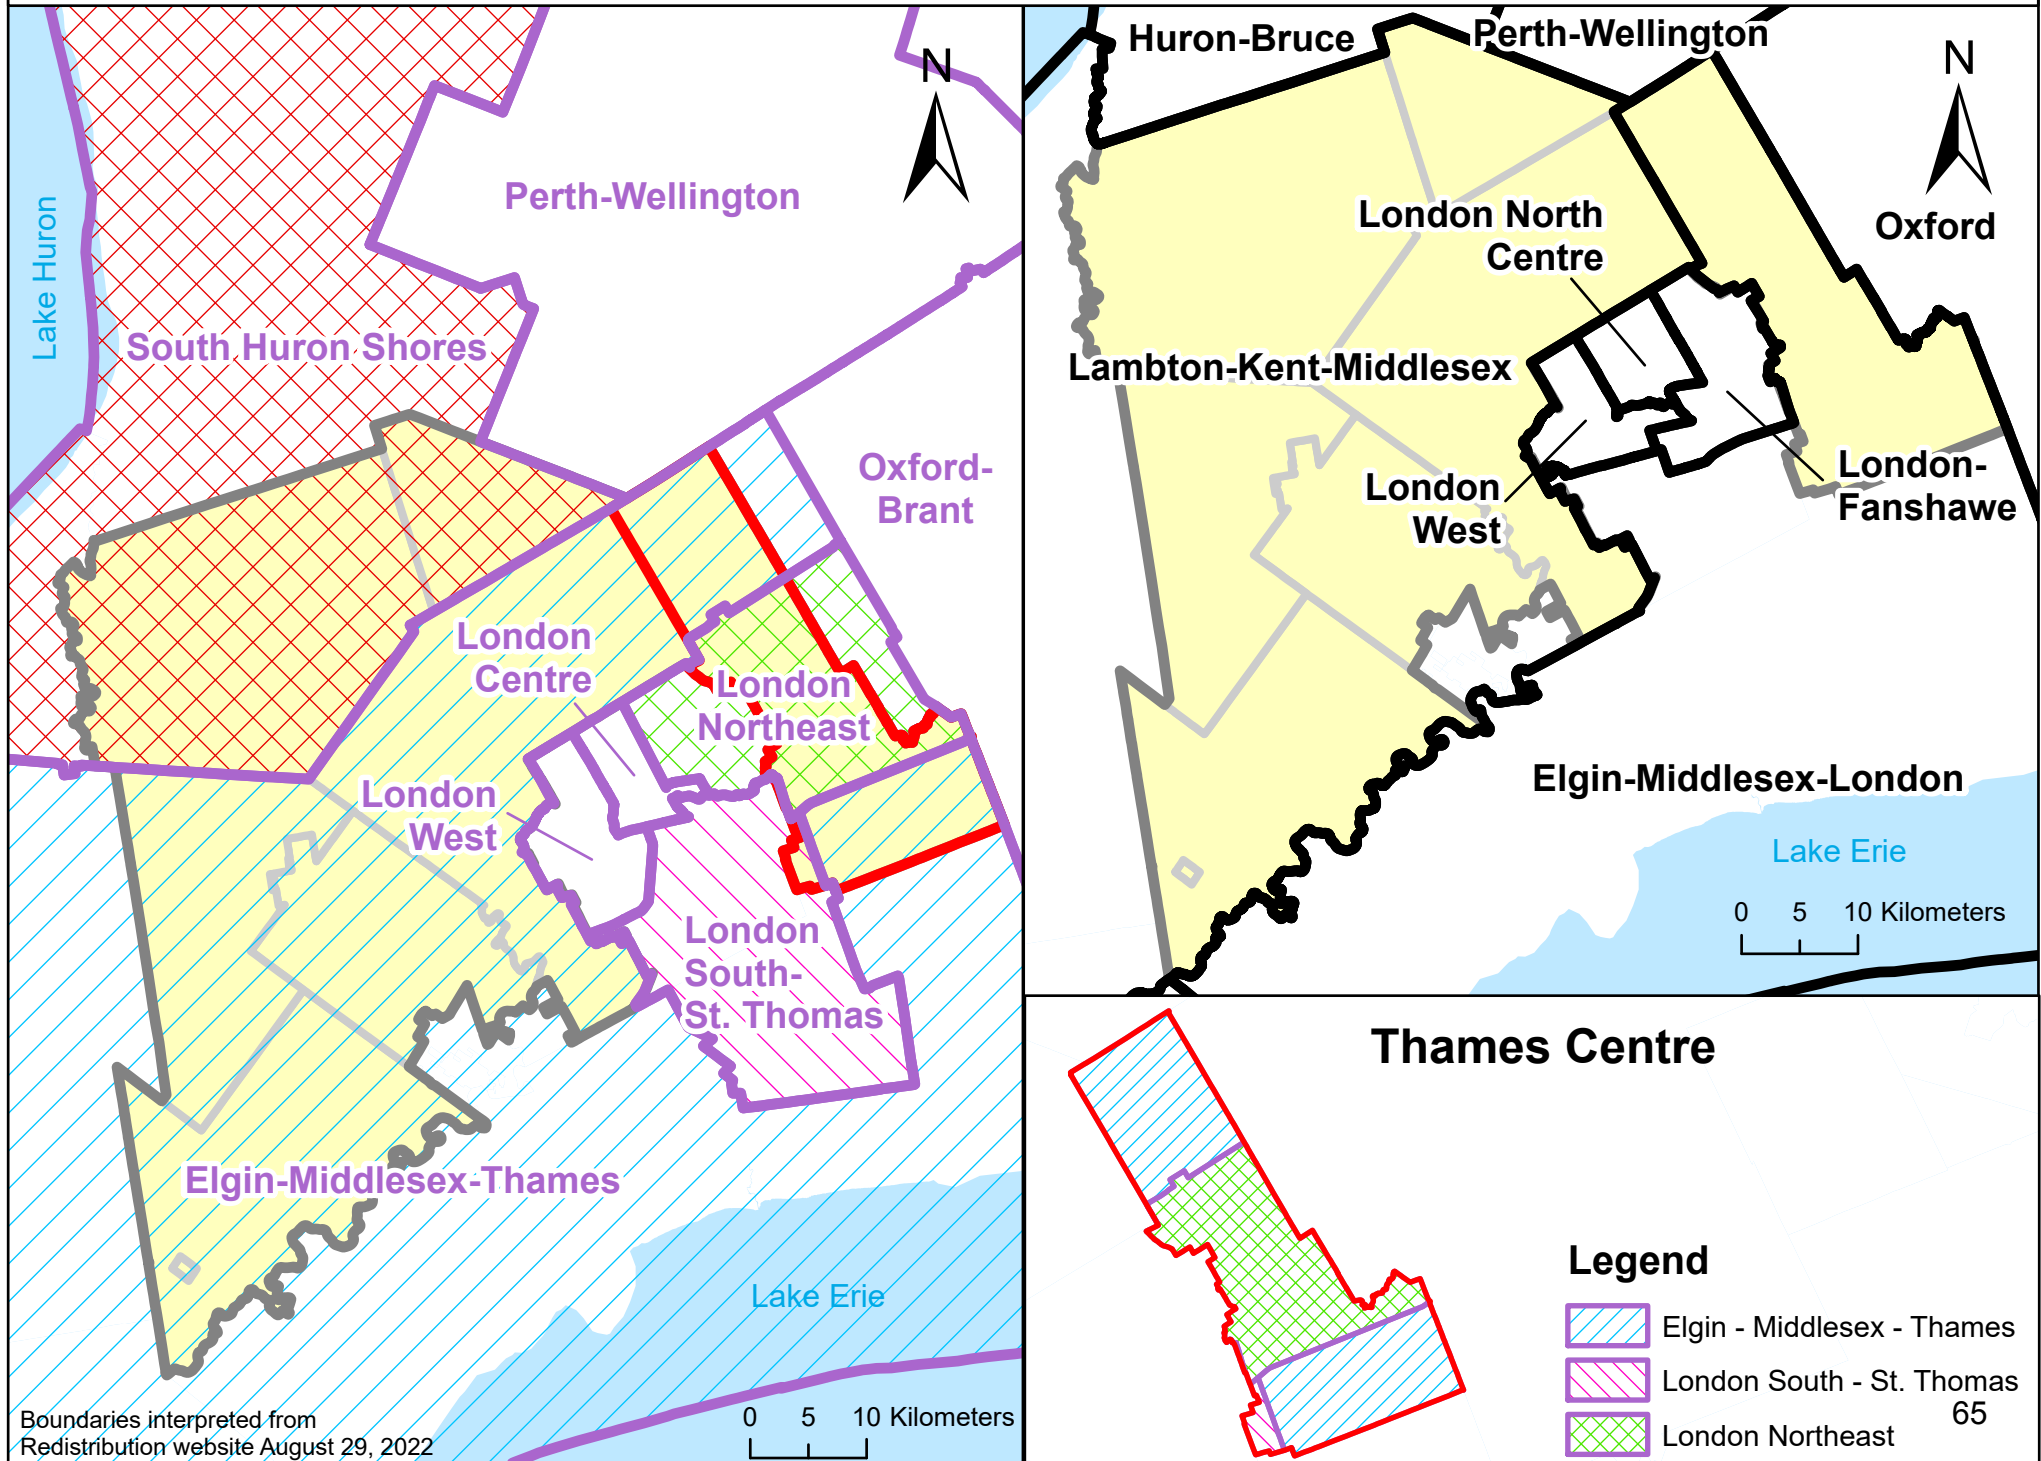 N
Lake Huron
Perth-Wellington
South Huron Shores
Oxford-
Brant
London
Centre
London
Northeast
London
West
London
South-
St. Thomas
Elgin-Middlesex-Thames
Lake Erie
Boundaries interpreted from
Redistribution website August 29, 2022
0 5 10 Kilometers
Huron-Bruce
Perth-Wellington
N
Oxford
London North
Centre
Lambton-Kent-Middlesex
London
West
London-
Fanshawe
Elgin-Middlesex-London
Lake Erie
0 5 10 Kilometers
Thames Centre
Legend
Elgin - Middlesex - Thames
London South - St. Thomas
65
London Northeast